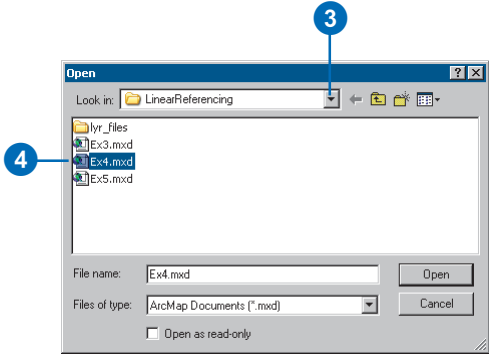 3
Open
Look in: LinearReferencing
lyr_files
Ex3.mxd
4
Ex4.mxd
Ex5.mxd
File name: Ex4.mxd Open
Files of type: ArcMap Documents (*.mxd) Cancel
Open as read-only